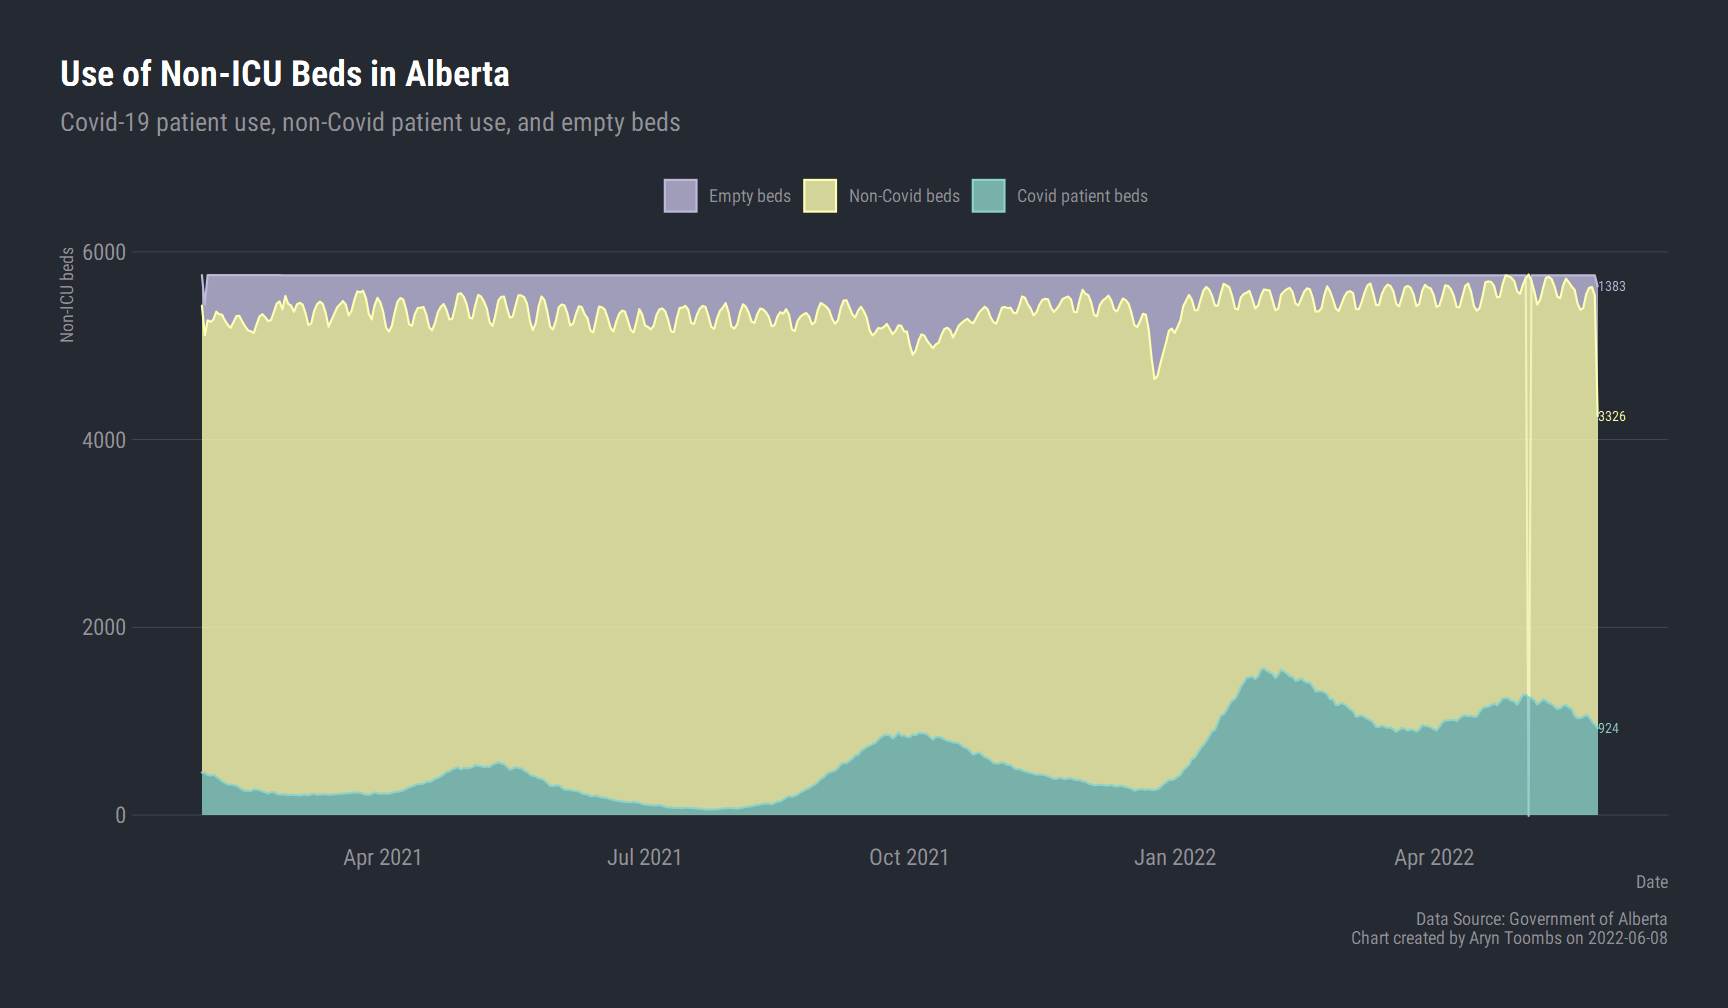 Use of Non-ICU Beds in Alberta
Covid-19 patient use, non-Covid patient use, and empty beds
Empty beds
Non-Covid beds
Covid patient beds
Non-ICU beds
6000
4000
2000
0
1383
3326
924
Apr 2021
Jul 2021
Oct 2021
Jan 2022
Apr 2022
Date
Data Source: Government of Alberta
Chart created by Aryn Toombs on 2022-06-08